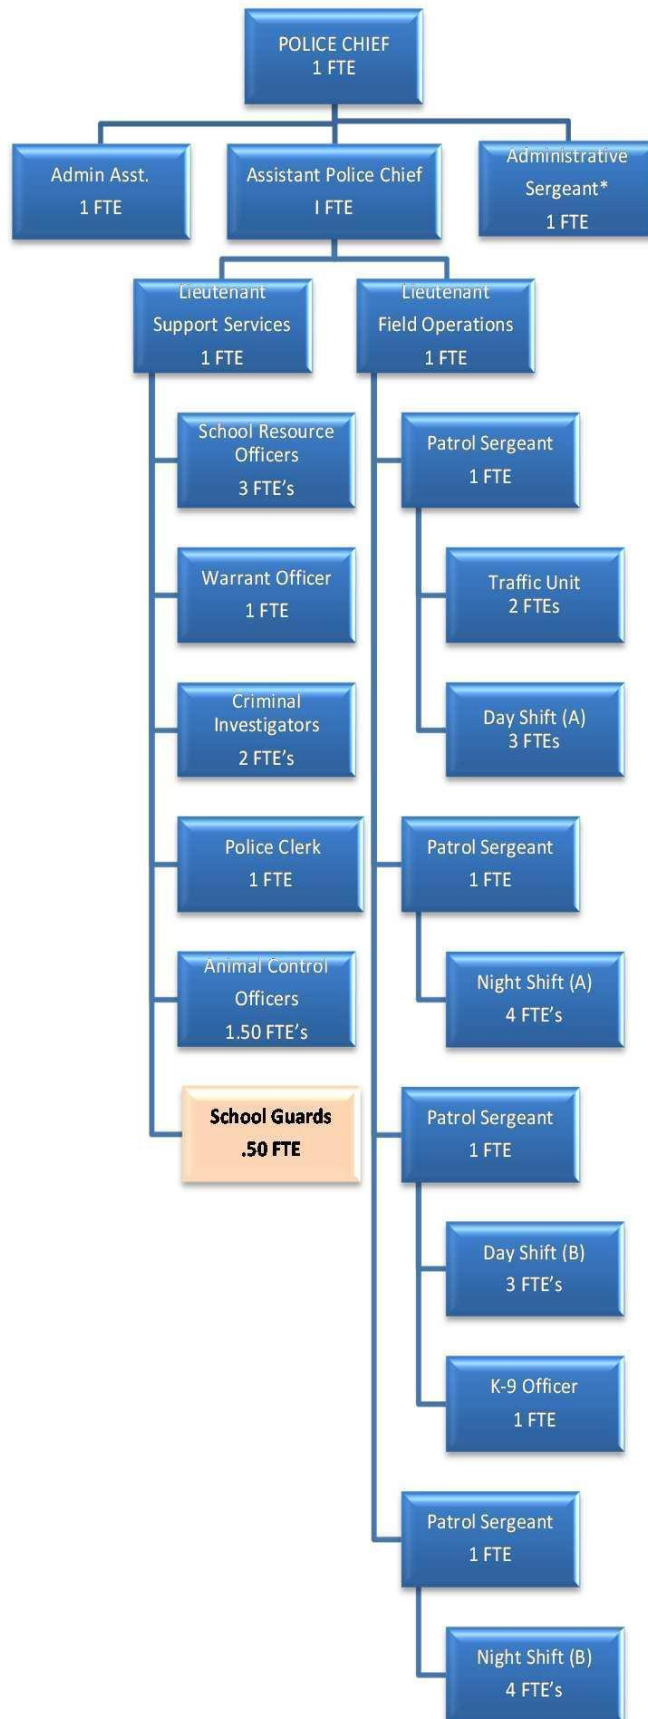 POLICE CHIEF
1 FTE
Admin Asst.
1 FTE
Assistant Police Chief
I FTE
Administrative
Sergeant*
1 FTE
Lieutenant
Support Services
1 FTE
Lieutenant
Field Operations
1 FTE
School Resource
Officers
3 FTE's
Warrant Officer
1 FTE
Criminal
Investigators
2 FTE's
Police Clerk
1 FTE
Animal Control
Officers
1.50 FTE's
School Guards
.50 FTE
Patrol Sergeant
1 FTE
Traffic Unit
2 FTEs
Day Shift (A)
3 FTEs
Patrol Sergeant
1 FTE
Night Shift (A)
4 FTE's
Patrol Sergeant
1 FTE
Day Shift (B)
3 FTE's
K-9 Officer
1 FTE
Patrol Sergeant
1 FTE
Night Shift (B)
4 FTE's